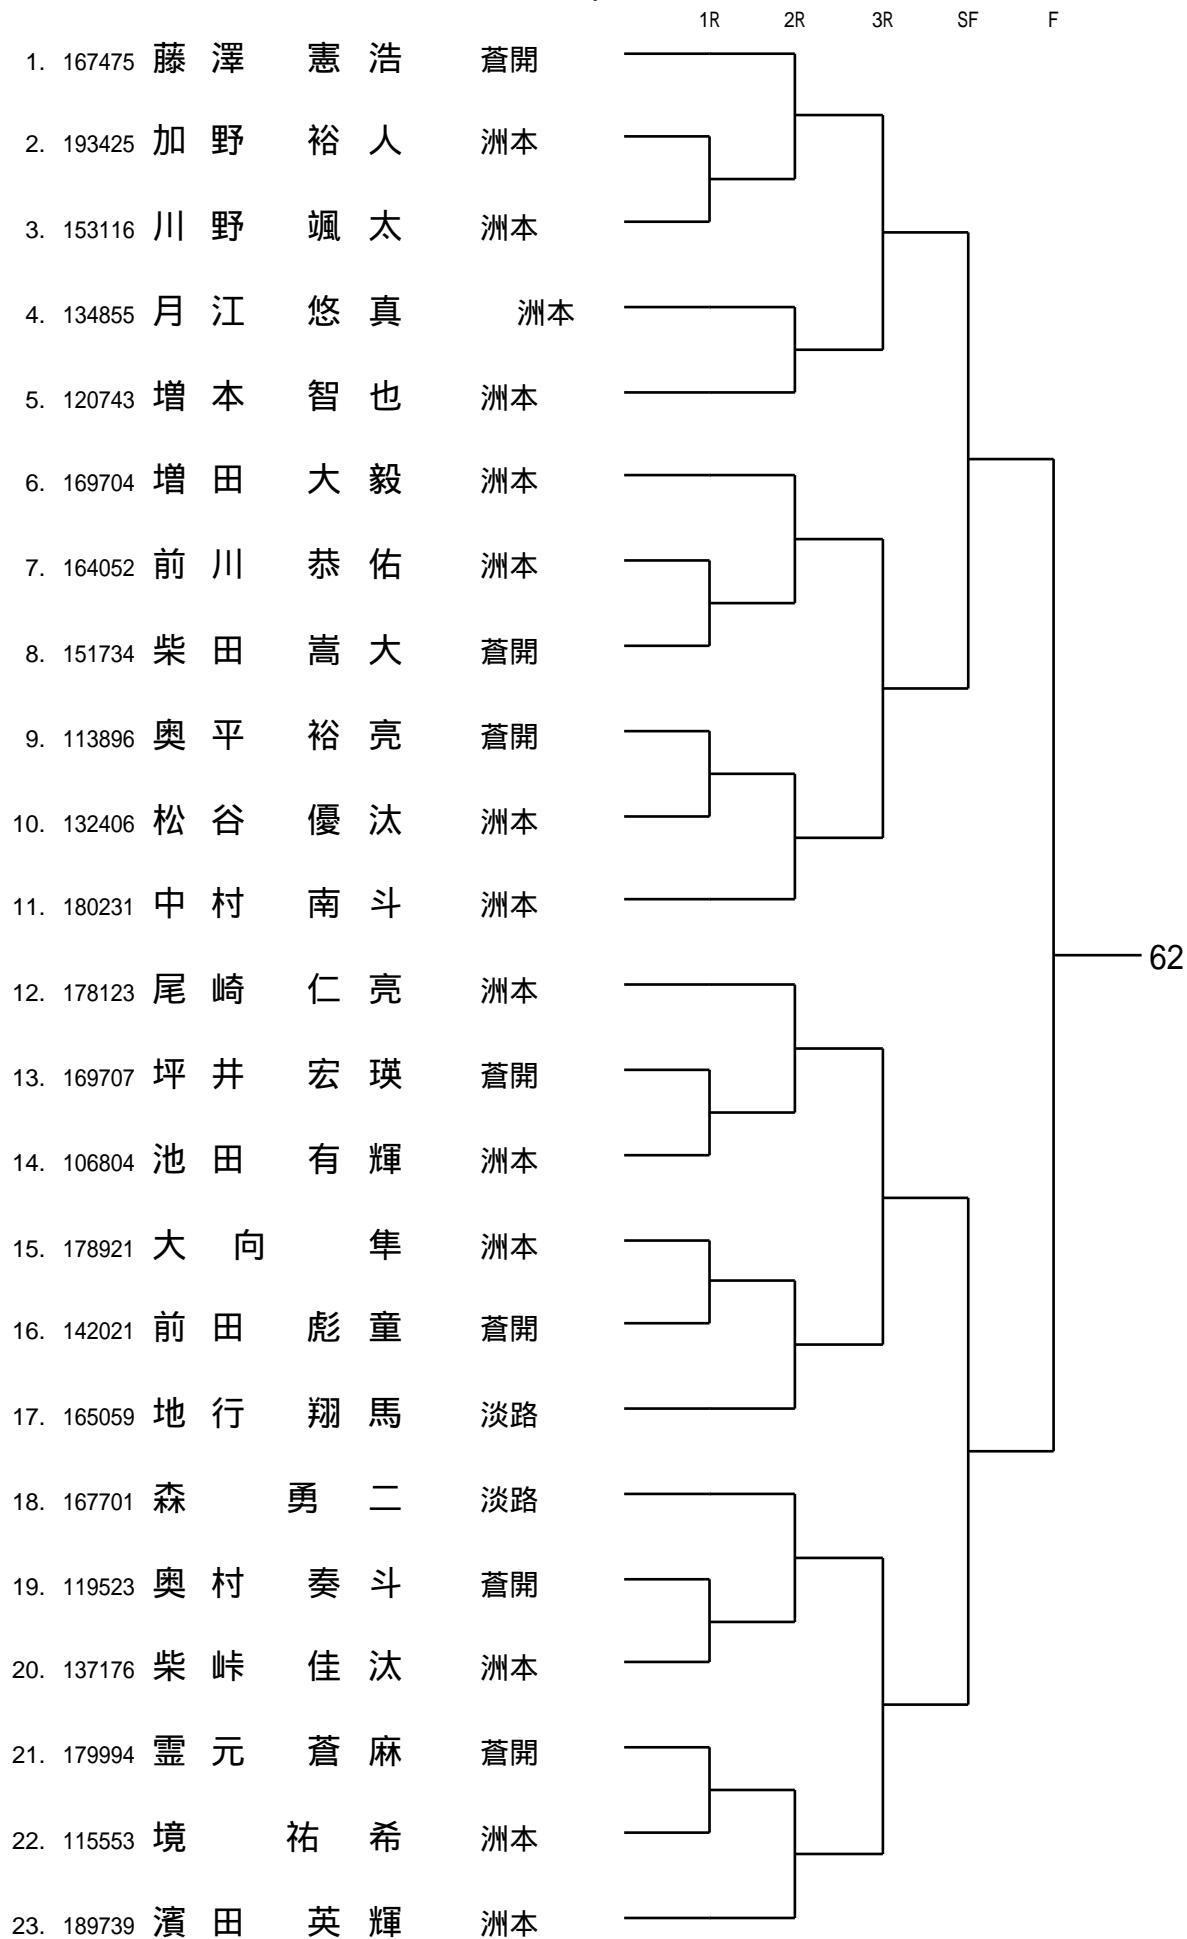 1R 2R 3R SF F
1. 167475 藤澤 憲浩 蒼開
2. 193425 加野 裕人 洲本
3. 153116 川野 颯太 洲本
4. 134855 月江 悠真 洲本
5. 120743 増本 智也 洲本
6. 169704 増田 大毅 洲本
7. 164052 前川 恭佑 洲本
8. 151734 柴田 嵩大 蒼開
9. 113896 奥平 裕亮 蒼開
10. 132406 松谷 優汰 洲本
11. 180231 中村 南斗 洲本
62
12. 178123 尾崎 仁亮 洲本
13. 169707 坪井 宏瑛 蒼開
14. 106804 池田 有輝 洲本
15. 178921 大向 隼 洲本
16. 142021 前田 彪童 蒼開
17. 165059 地行 翔馬 淡路
18. 167701 森 勇二 淡路
19. 119523 奥村 奏斗 蒼開
20. 137176 柴峠 佳汰 洲本
21. 179994 霊元 蒼麻 蒼開
22. 115553 境 祐希 洲本
23. 189739 濱田 英輝 洲本